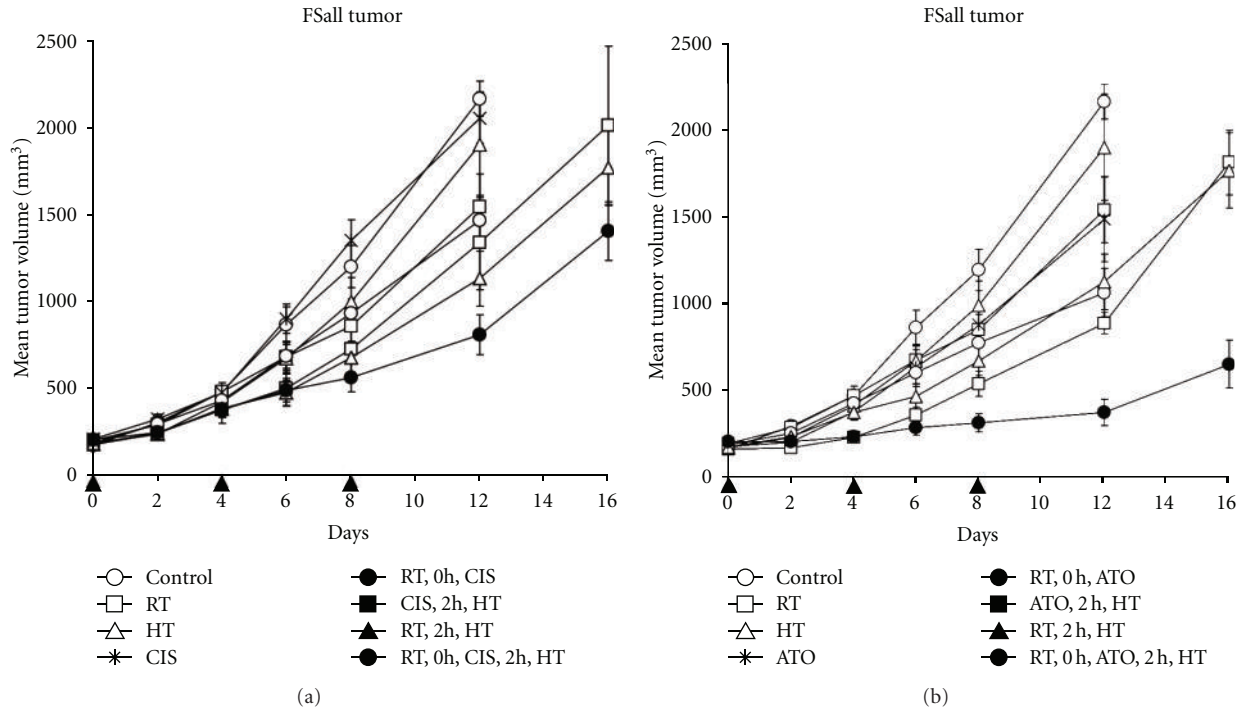 FSall tumor
Mean tumor volume (mm³)
2500
2000
1500
1000
500
0
0 2 4 6 8 10 12 14 16
Days
Control
RT
HT
CIS
RT, 0h, CIS
CIS, 2h, HT
RT, 2h, HT
RT, 0h, CIS, 2h, HT
(a)
FSall tumor
Mean tumor volume (mm³)
2500
2000
1500
1000
500
0
0 2 4 6 8 10 12 14 16
Days
Control
RT
HT
ATO
RT, 0 h, ATO
ATO, 2 h, HT
RT, 2 h, HT
RT, 0 h, ATO, 2 h, HT
(b)